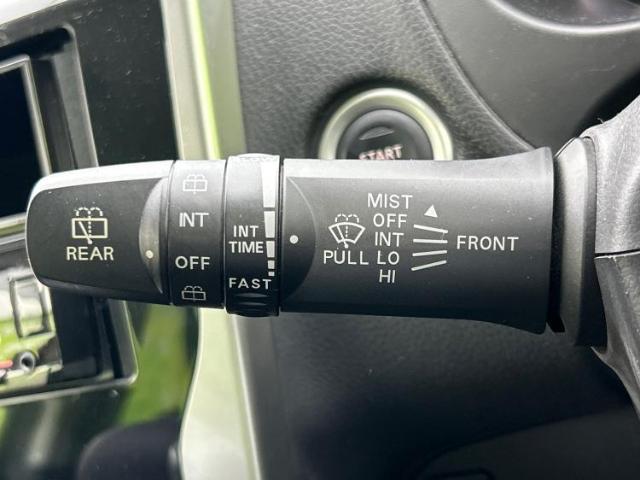 START
REAR
INT
OFF
INT
TIME
FAST
PULL
MIST
OFF
INT
LO
HI
FRONT